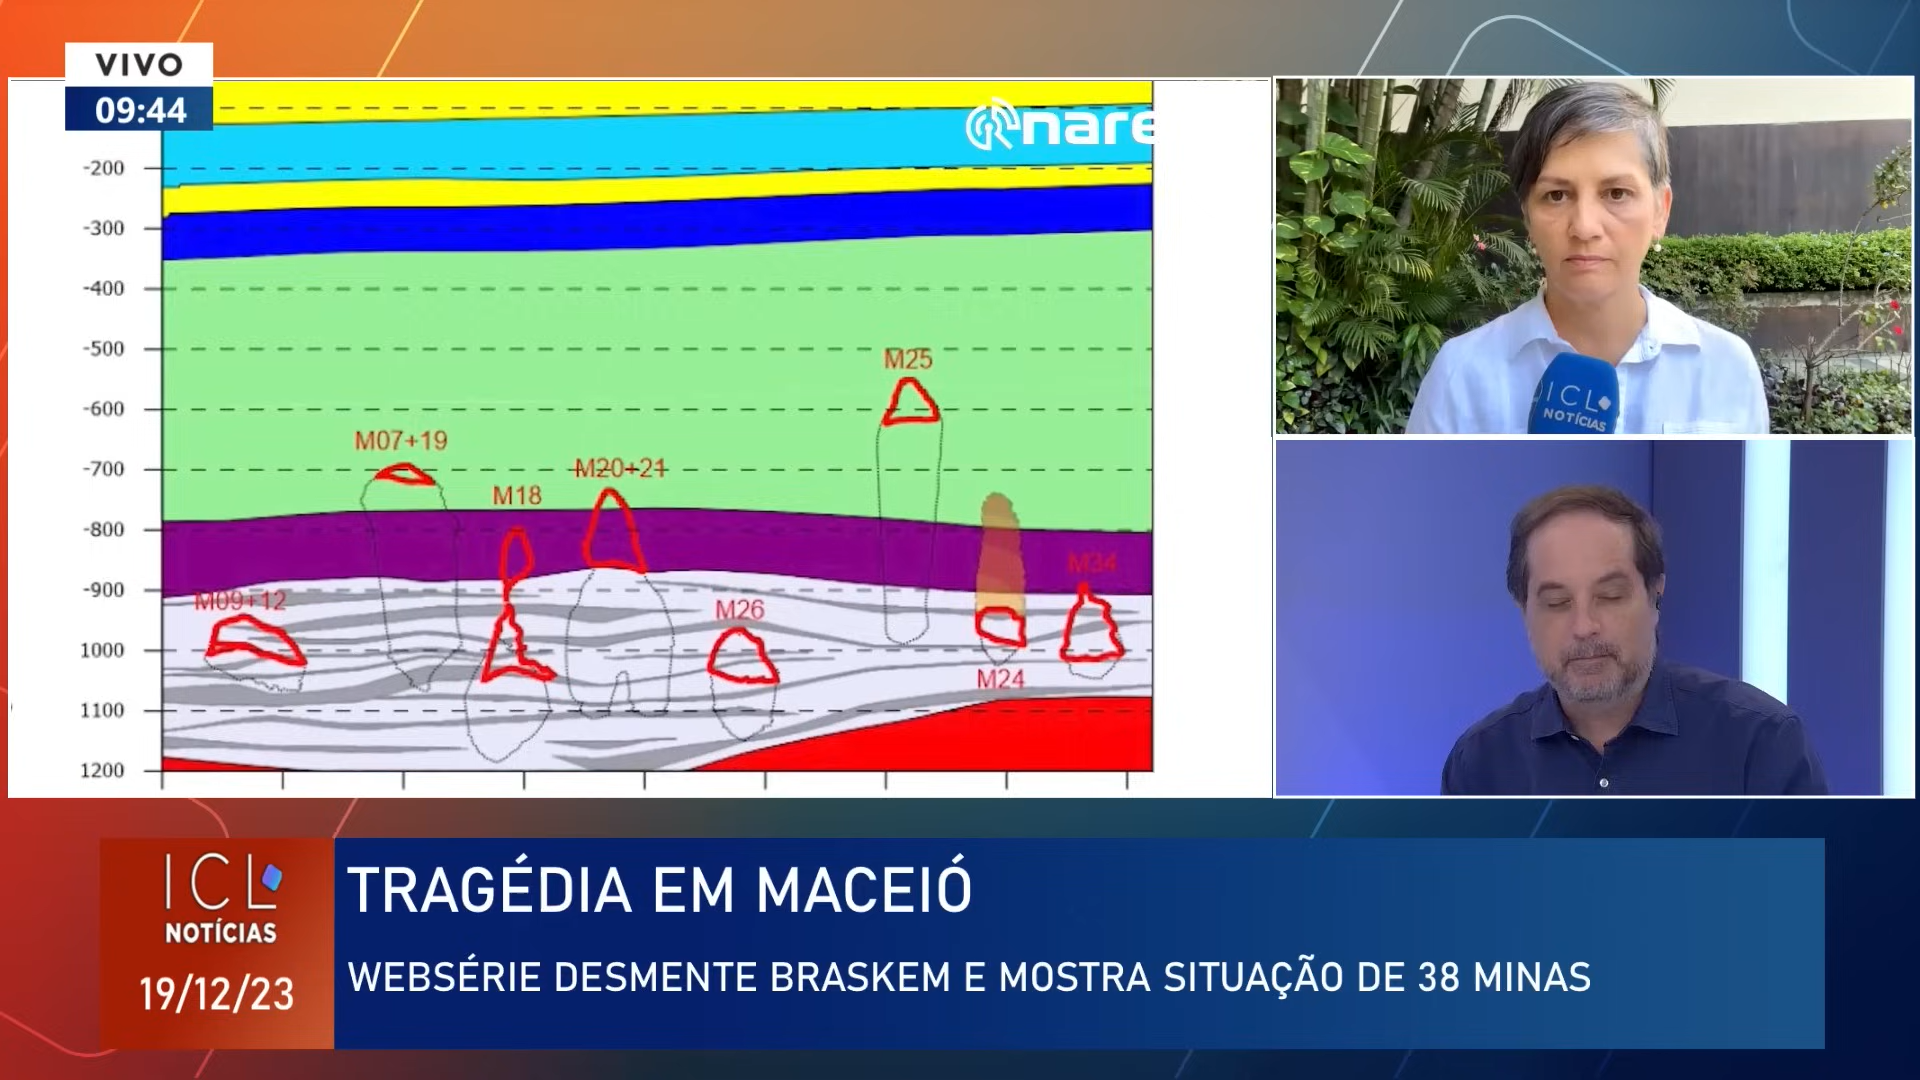 VIVO
09:44
nare
-200
-300
-400
-500
-600
-700
-800
-900
1000
1100
1200
M25
M07+19
M20+21
M18
M34
M09+12
M26
M24
ICL
NOTÍCIAS
ICL
NOTÍCIAS
19/12/23
TRAGÉDIA EM MACEIÓ
WEBSÉRIE DESMENTE BRASKEM E MOSTRA SITUAÇÃO DE 38 MINAS